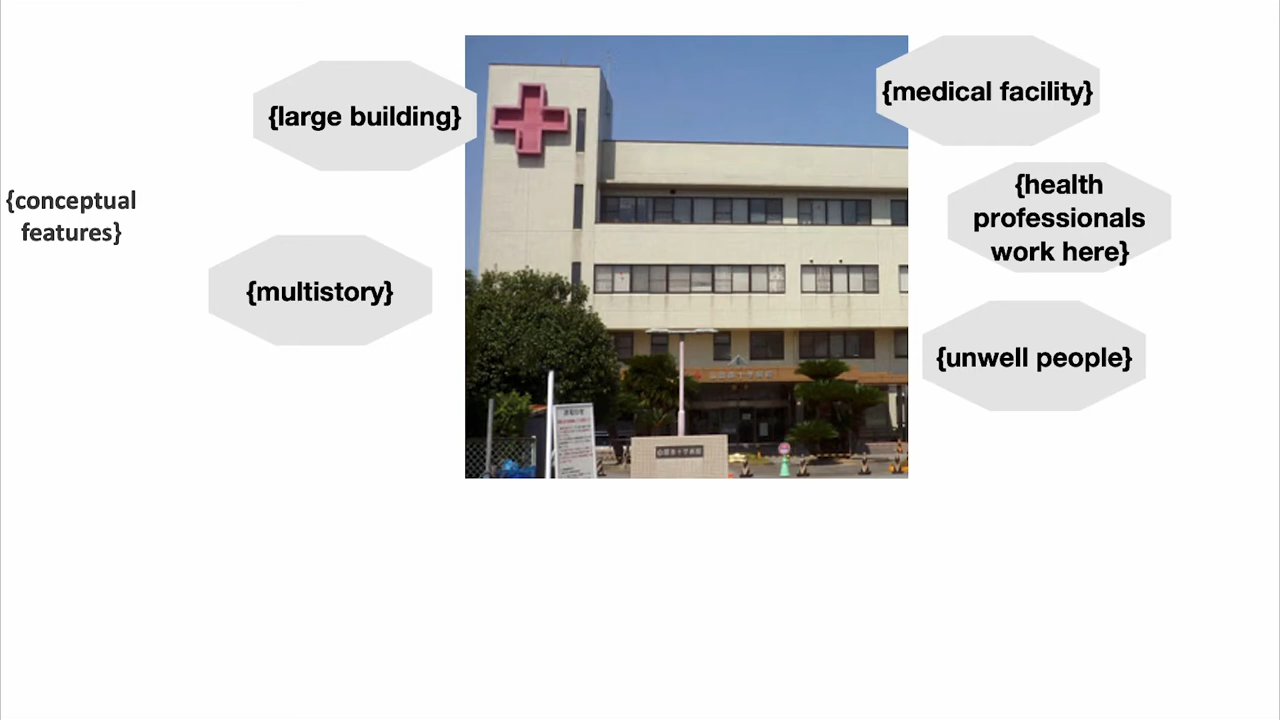 {large building}
{medical facility}
{conceptual
features}
{health
professionals
work here}
{multistory}
{unwell people}